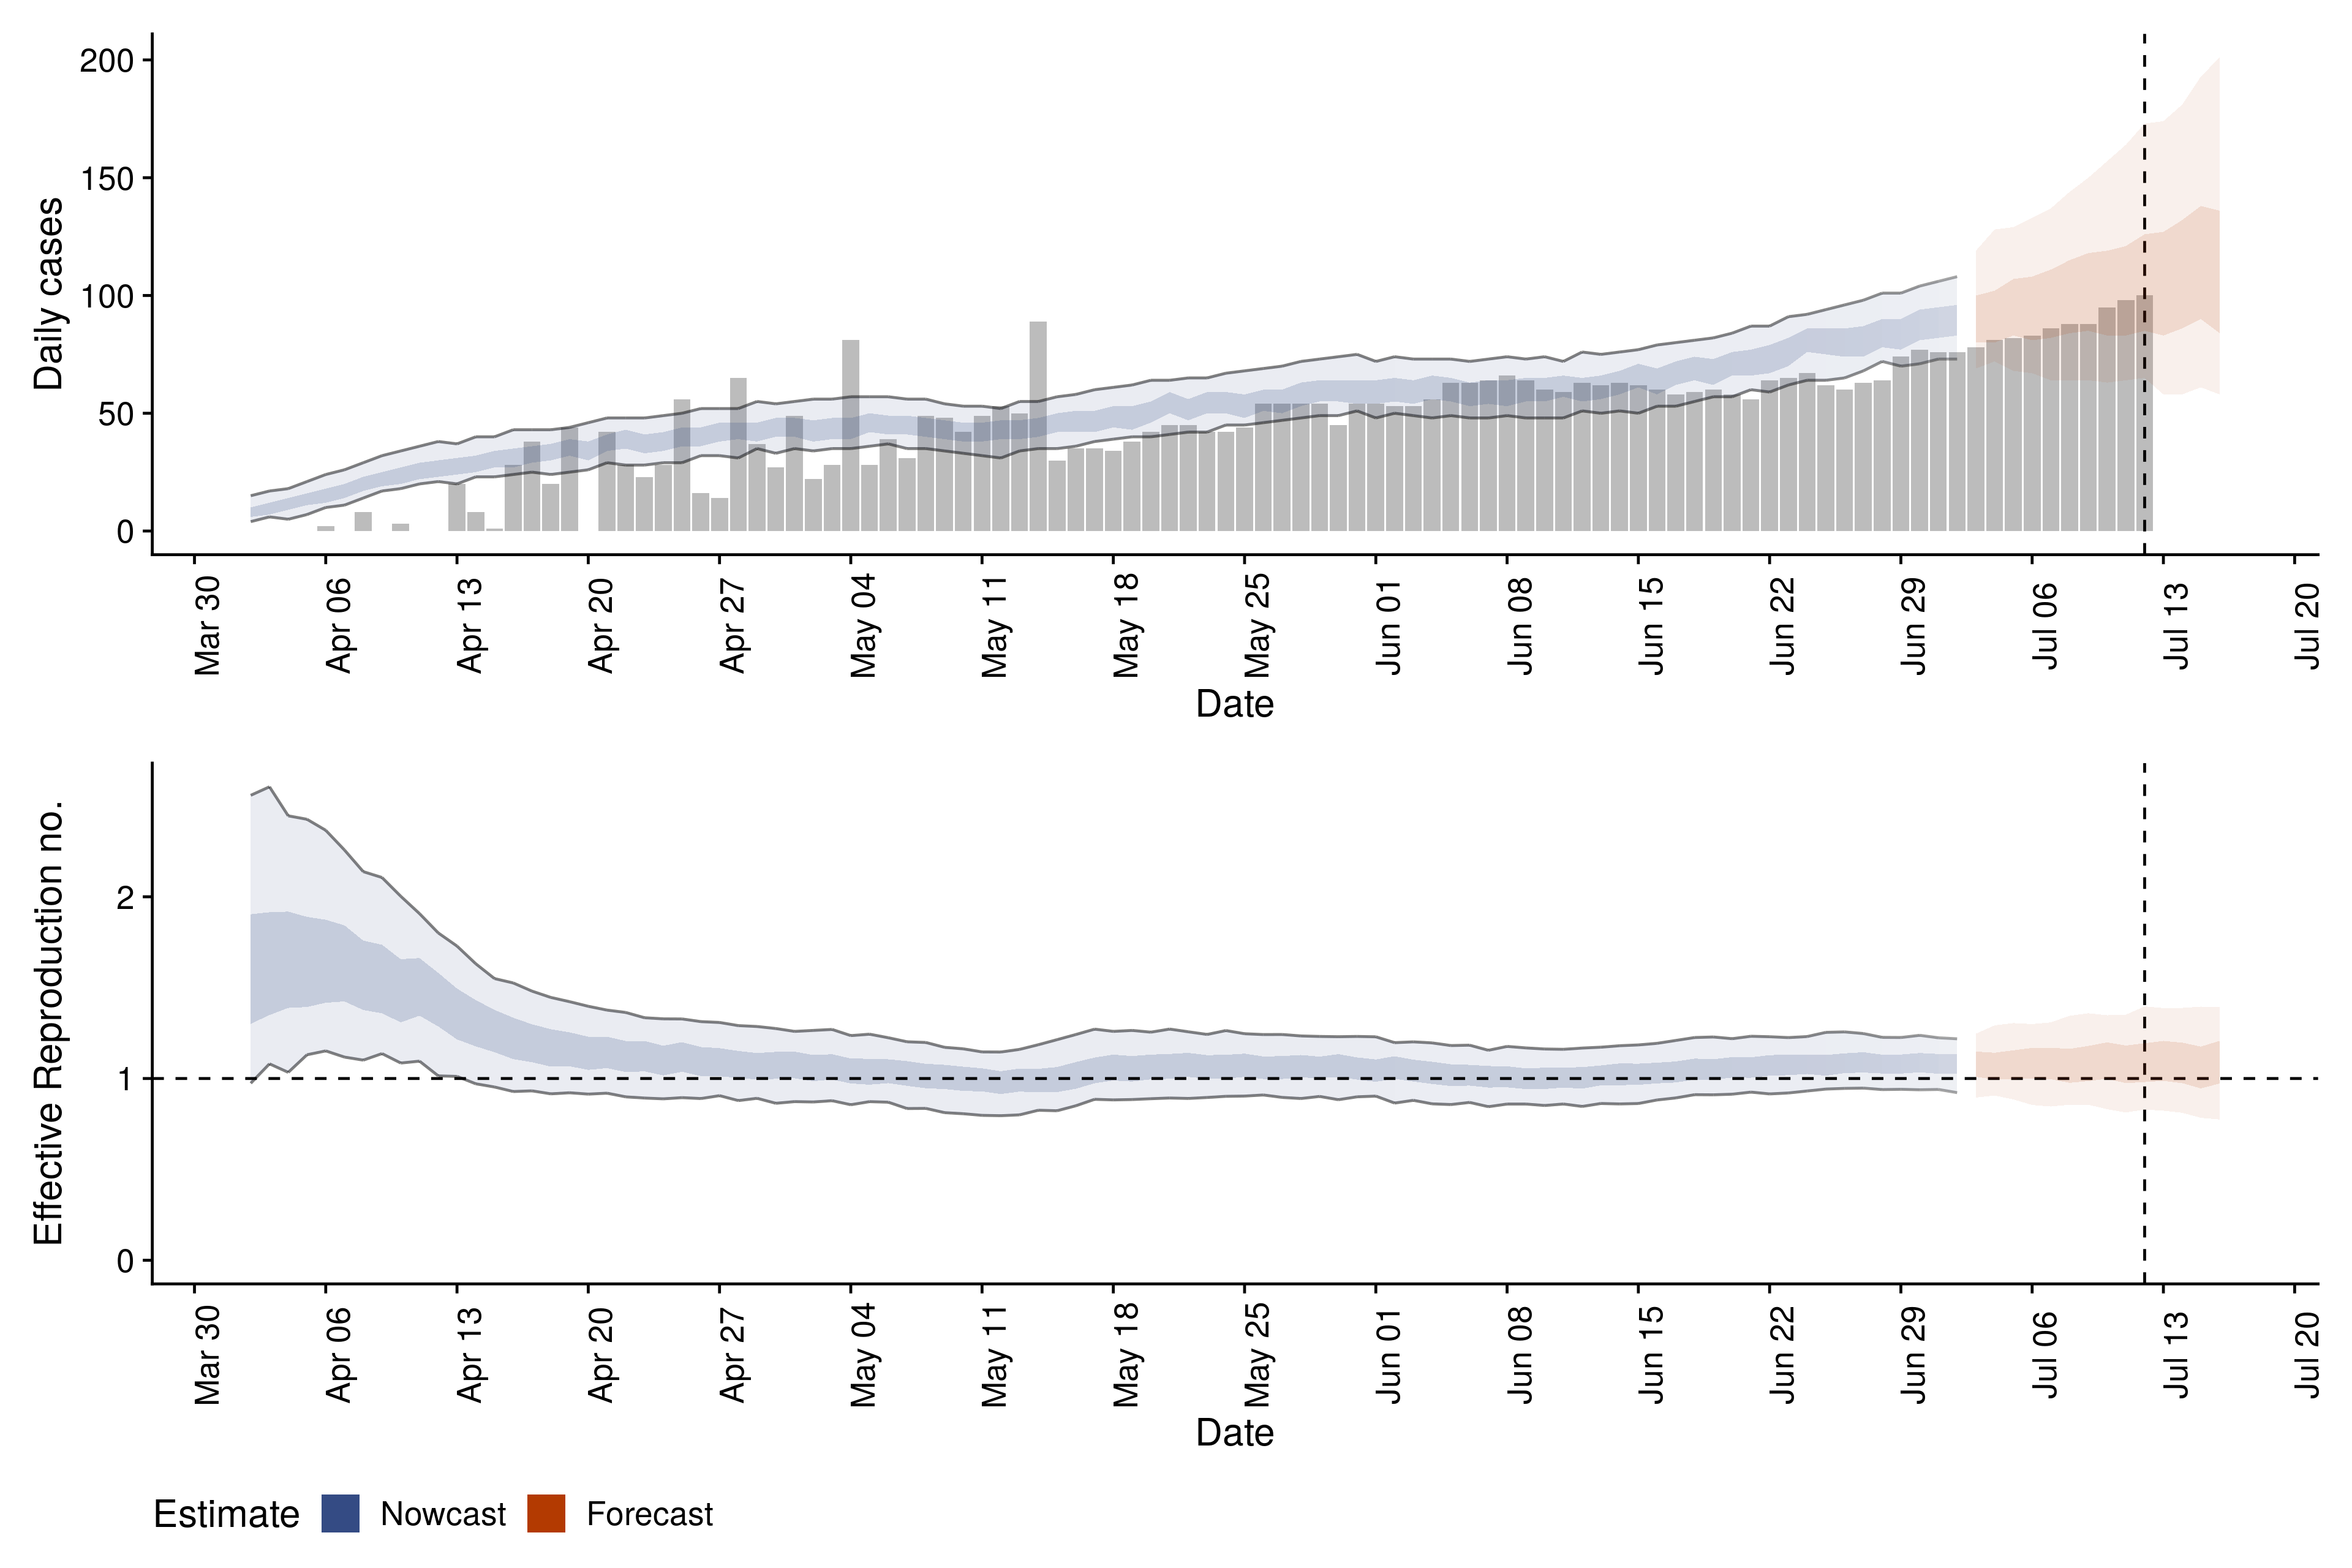 Daily cases
200
150
100
50
0
Mar 30
Apr 06
Apr 13
Apr 20
Apr 27
May 04
May 11
May 18
May 25
Jun 01
Jun 08
Jun 15
Jun 22
Jun 29
Jul 06
Jul 13
Jul 20
Date
Effective Reproduction no.
2
1
0
Mar 30
Apr 06
Apr 13
Apr 20
Apr 27
May 04
May 11
May 18
May 25
Jun 01
Jun 08
Jun 15
Jun 22
Jun 29
Jul 06
Jul 13
Jul 20
Date
Estimate Nowcast Forecast